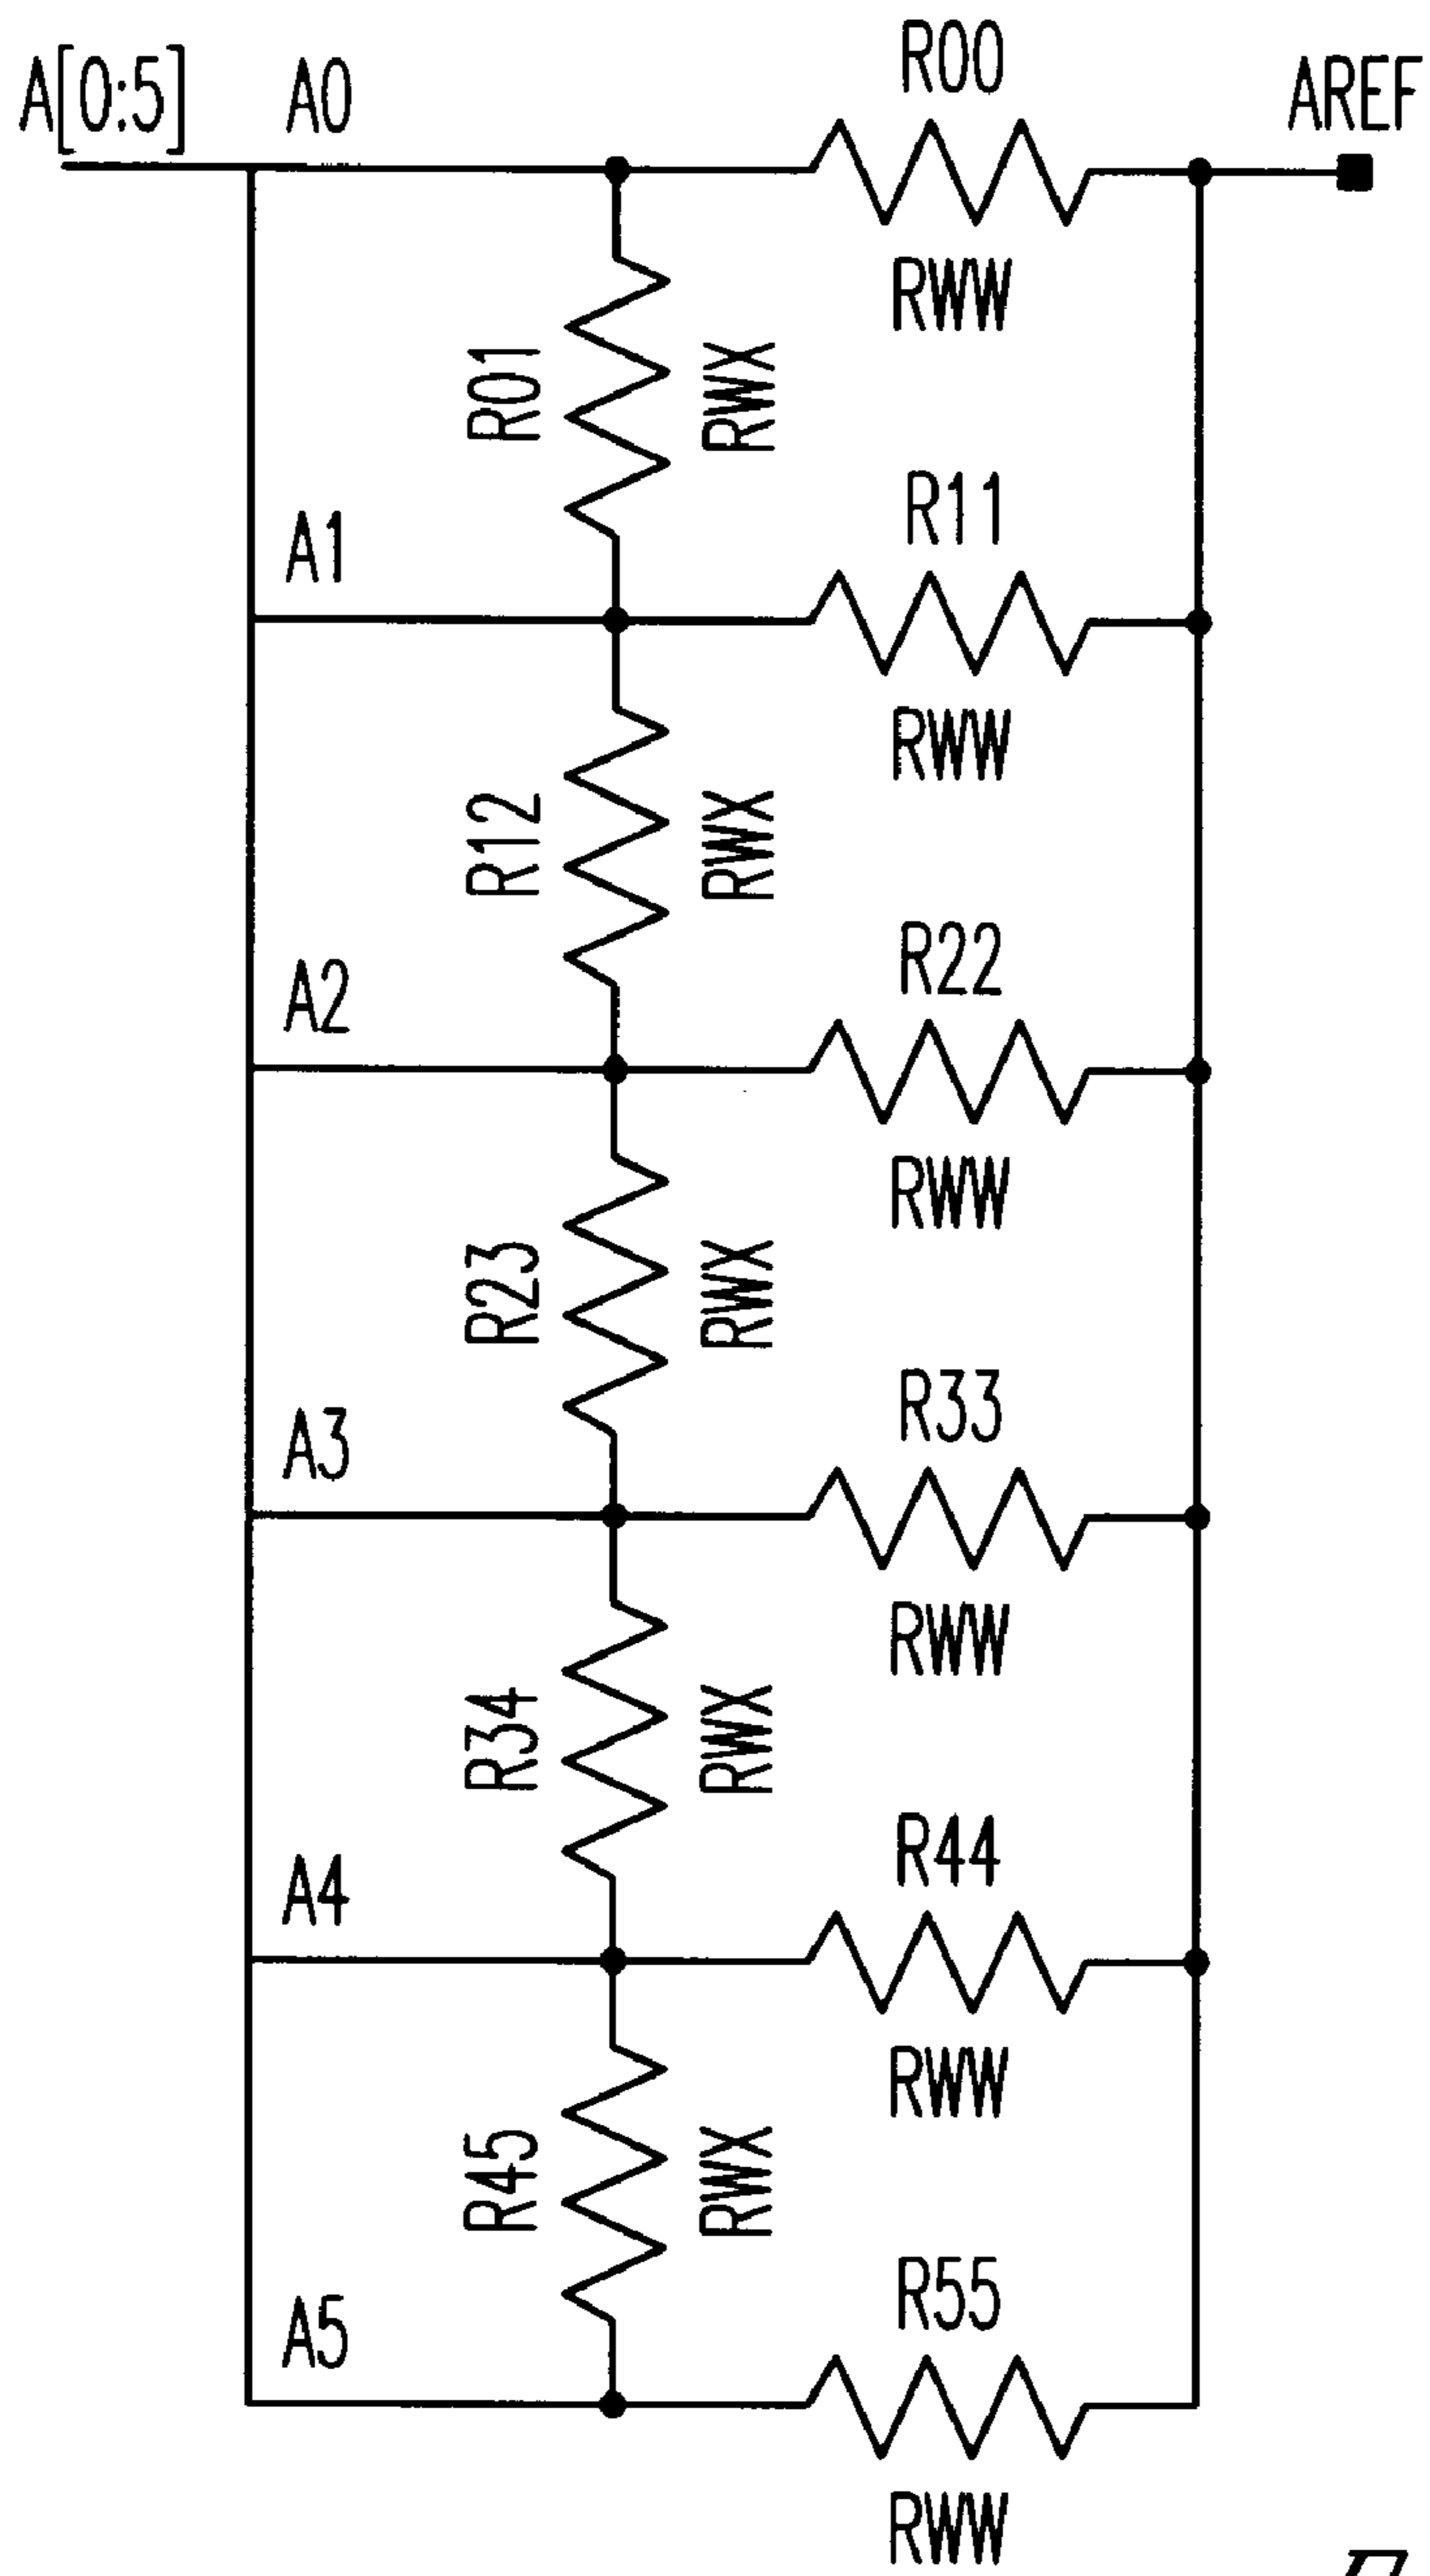 A[0:5] A0 R00 AREF
RWW
R01 RWX
A1 R11
RWW
R12 RWX
A2 R22
RWW
R23 RWX
A3 R33
RWW
R34 RWX
A4 R44
RWW
R45 RWX
A5 R55
RWW